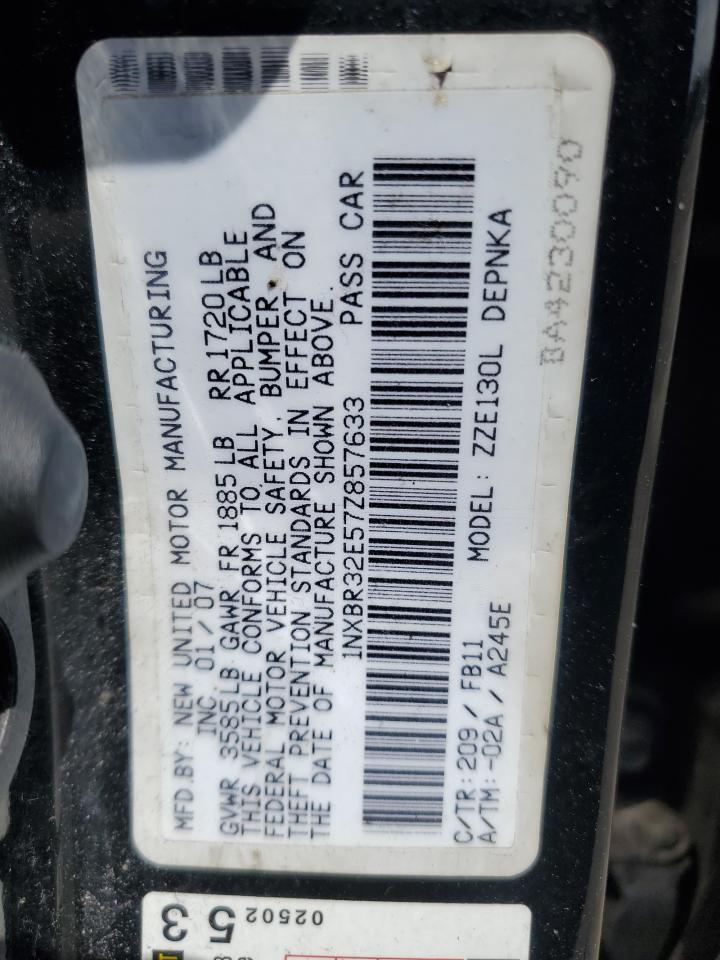 MFD.BY: NEW UNITED MOTOR MANUFACTURING
INC. 01/07
GVWR 3585LB GAWR FR 1885LB RR1720LB
THIS VEHICLE CONFORMS TO ALL APPLICABLE
FEDERAL MOTOR VEHICLE SAFETY, BUMPER, AND
THEFT PREVENTION STANDARDS IN EFFECT ON
THE DATE OF MANUFACTURE SHOWN ABOVE.
1NXBR32E57Z857633 PASS CAR
C/TR:209/FB11 MODEL: ZZE130L DEPNKA
A/TM:-02A/A245E
BA4230090
02502
5
3